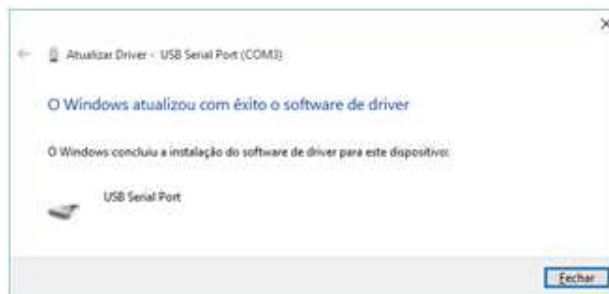 Atualizar Driver - USB Serial Port (COM3)
O Windows atualizou com êxito o software de driver
O Windows concluiu a instalação do software de driver para este dispositivo:
USB Serial Port
Fechar